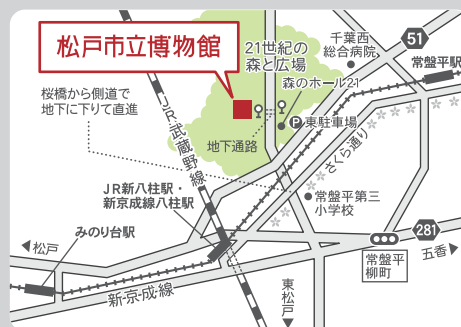 松戸市立博物館
21世紀の
森と広場
千葉西
総合病院
51
常盤平駅
森のホール21
P 東駐車場
桜橋から側道で
地下に下りて直進
JR武蔵野線
地下通路
さくら通り
JR新八柱駅・
新京成線八柱駅
常盤平第三
小学校
みのり台駅
松戸
281
五香
常盤平
柳町
新京成線
東松戸